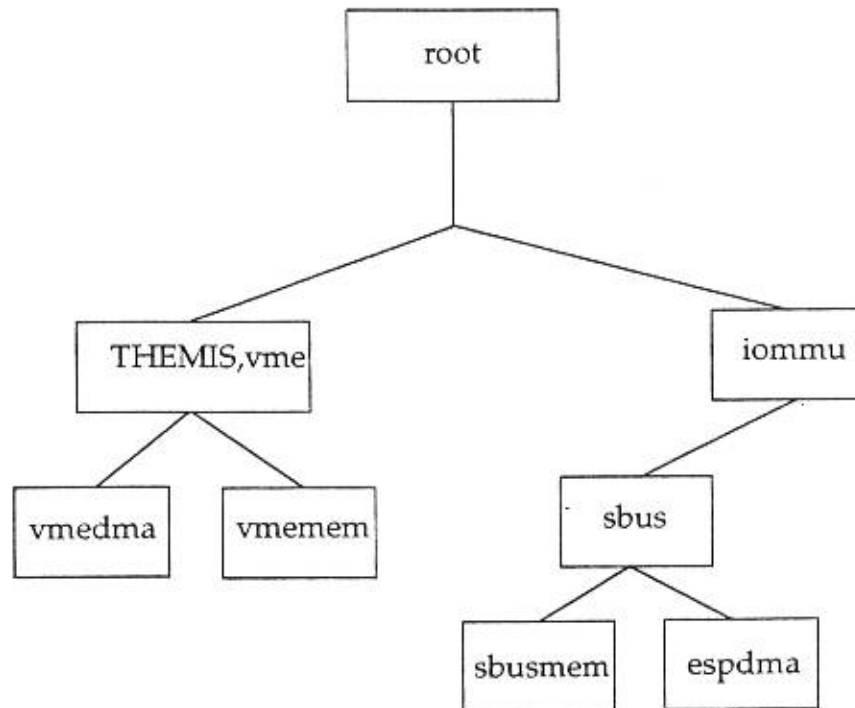 root
THEMIS,vme
iommu
vmedma
vmemem
sbus
sbusmem
espdma